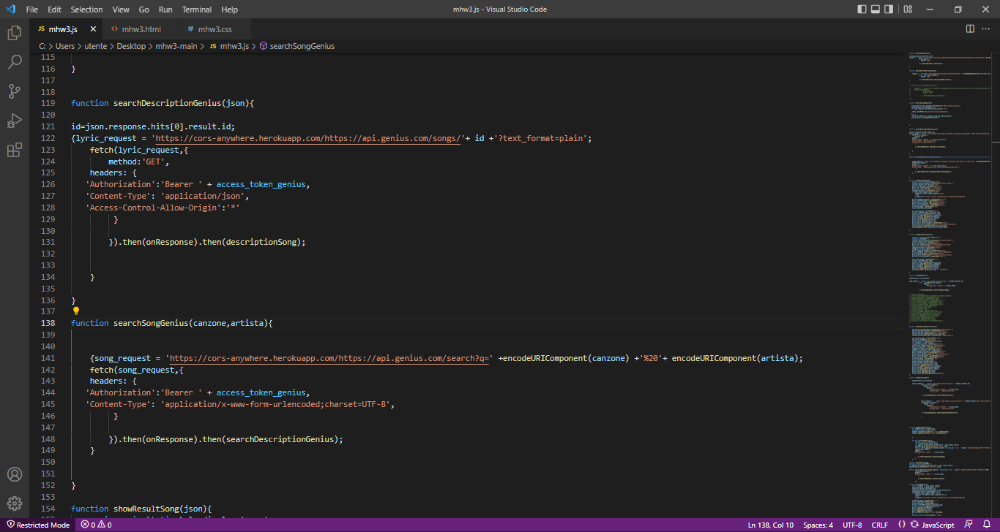 File Edit Selection View Go Run Terminal Help
mhw3.js - Visual Studio Code
JS mhw3.js
<> mhw3.html
# mhw3.css
C: > Users > utente > Desktop > mhw3-main > JS mhw3.js > searchSongGenius
115
116 }
117
118
119 function searchDescriptionGenius(json){
120
121 id=json.response.hits[0].result.id;
122 {lyric_request = 'https://cors-anywhere.herokuapp.com/https://api.genius.com/songs/'+ id +'?text_format=plain';
123 fetch(lyric_request,{
124 method:'GET',
125 headers: {
126 'Authorization':'Bearer ' + access_token_genius,
127 'Content-Type': 'application/json',
128 'Access-Control-Allow-Origin':'*'
129 }
130
131 }).then(onResponse).then(descriptionSong);
132
133
134 }
135
136 }
137
138 function searchSongGenius(canzone,artista){
139
140
141 {song_request = 'https://cors-anywhere.herokuapp.com/https://api.genius.com/search?q=' +encodeURIComponent(canzone) +'%20'+ encodeURIComponent(artista);
142 fetch(song_request,{
143 headers: {
144 'Authorization':'Bearer ' + access_token_genius,
145 'Content-Type': 'application/x-www-form-urlencoded;charset=UTF-8',
146 }
147
148 }).then(onResponse).then(searchDescriptionGenius);
149 }
150
151
152 }
153
154 function showResultSong(json){
Restricted Mode 0 0
Ln 138, Col 10 Spaces: 4 UTF-8 CRLF {} JavaScript